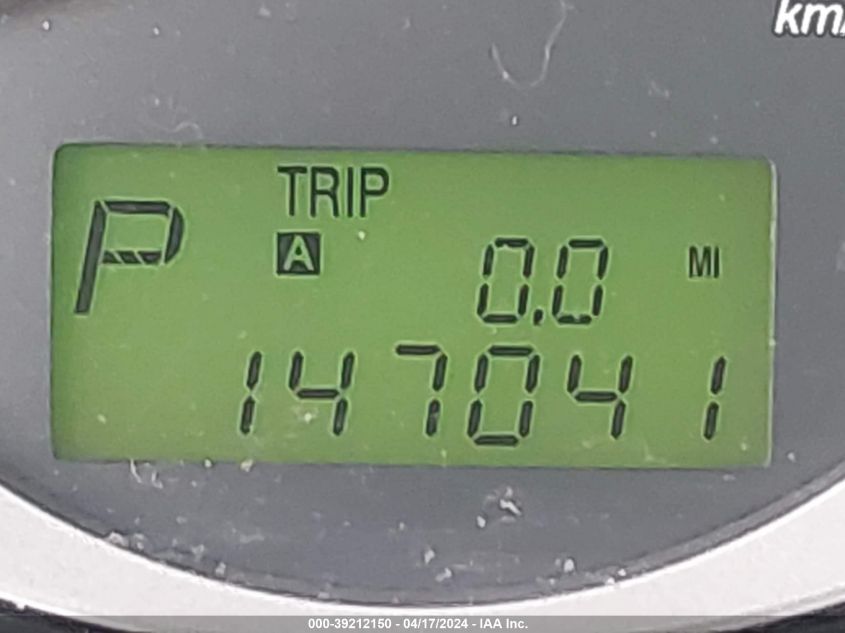 km/
TRIP
P
A 0.0 MI
147041
000-39212150 - 04/17/2024 - IAA Inc.